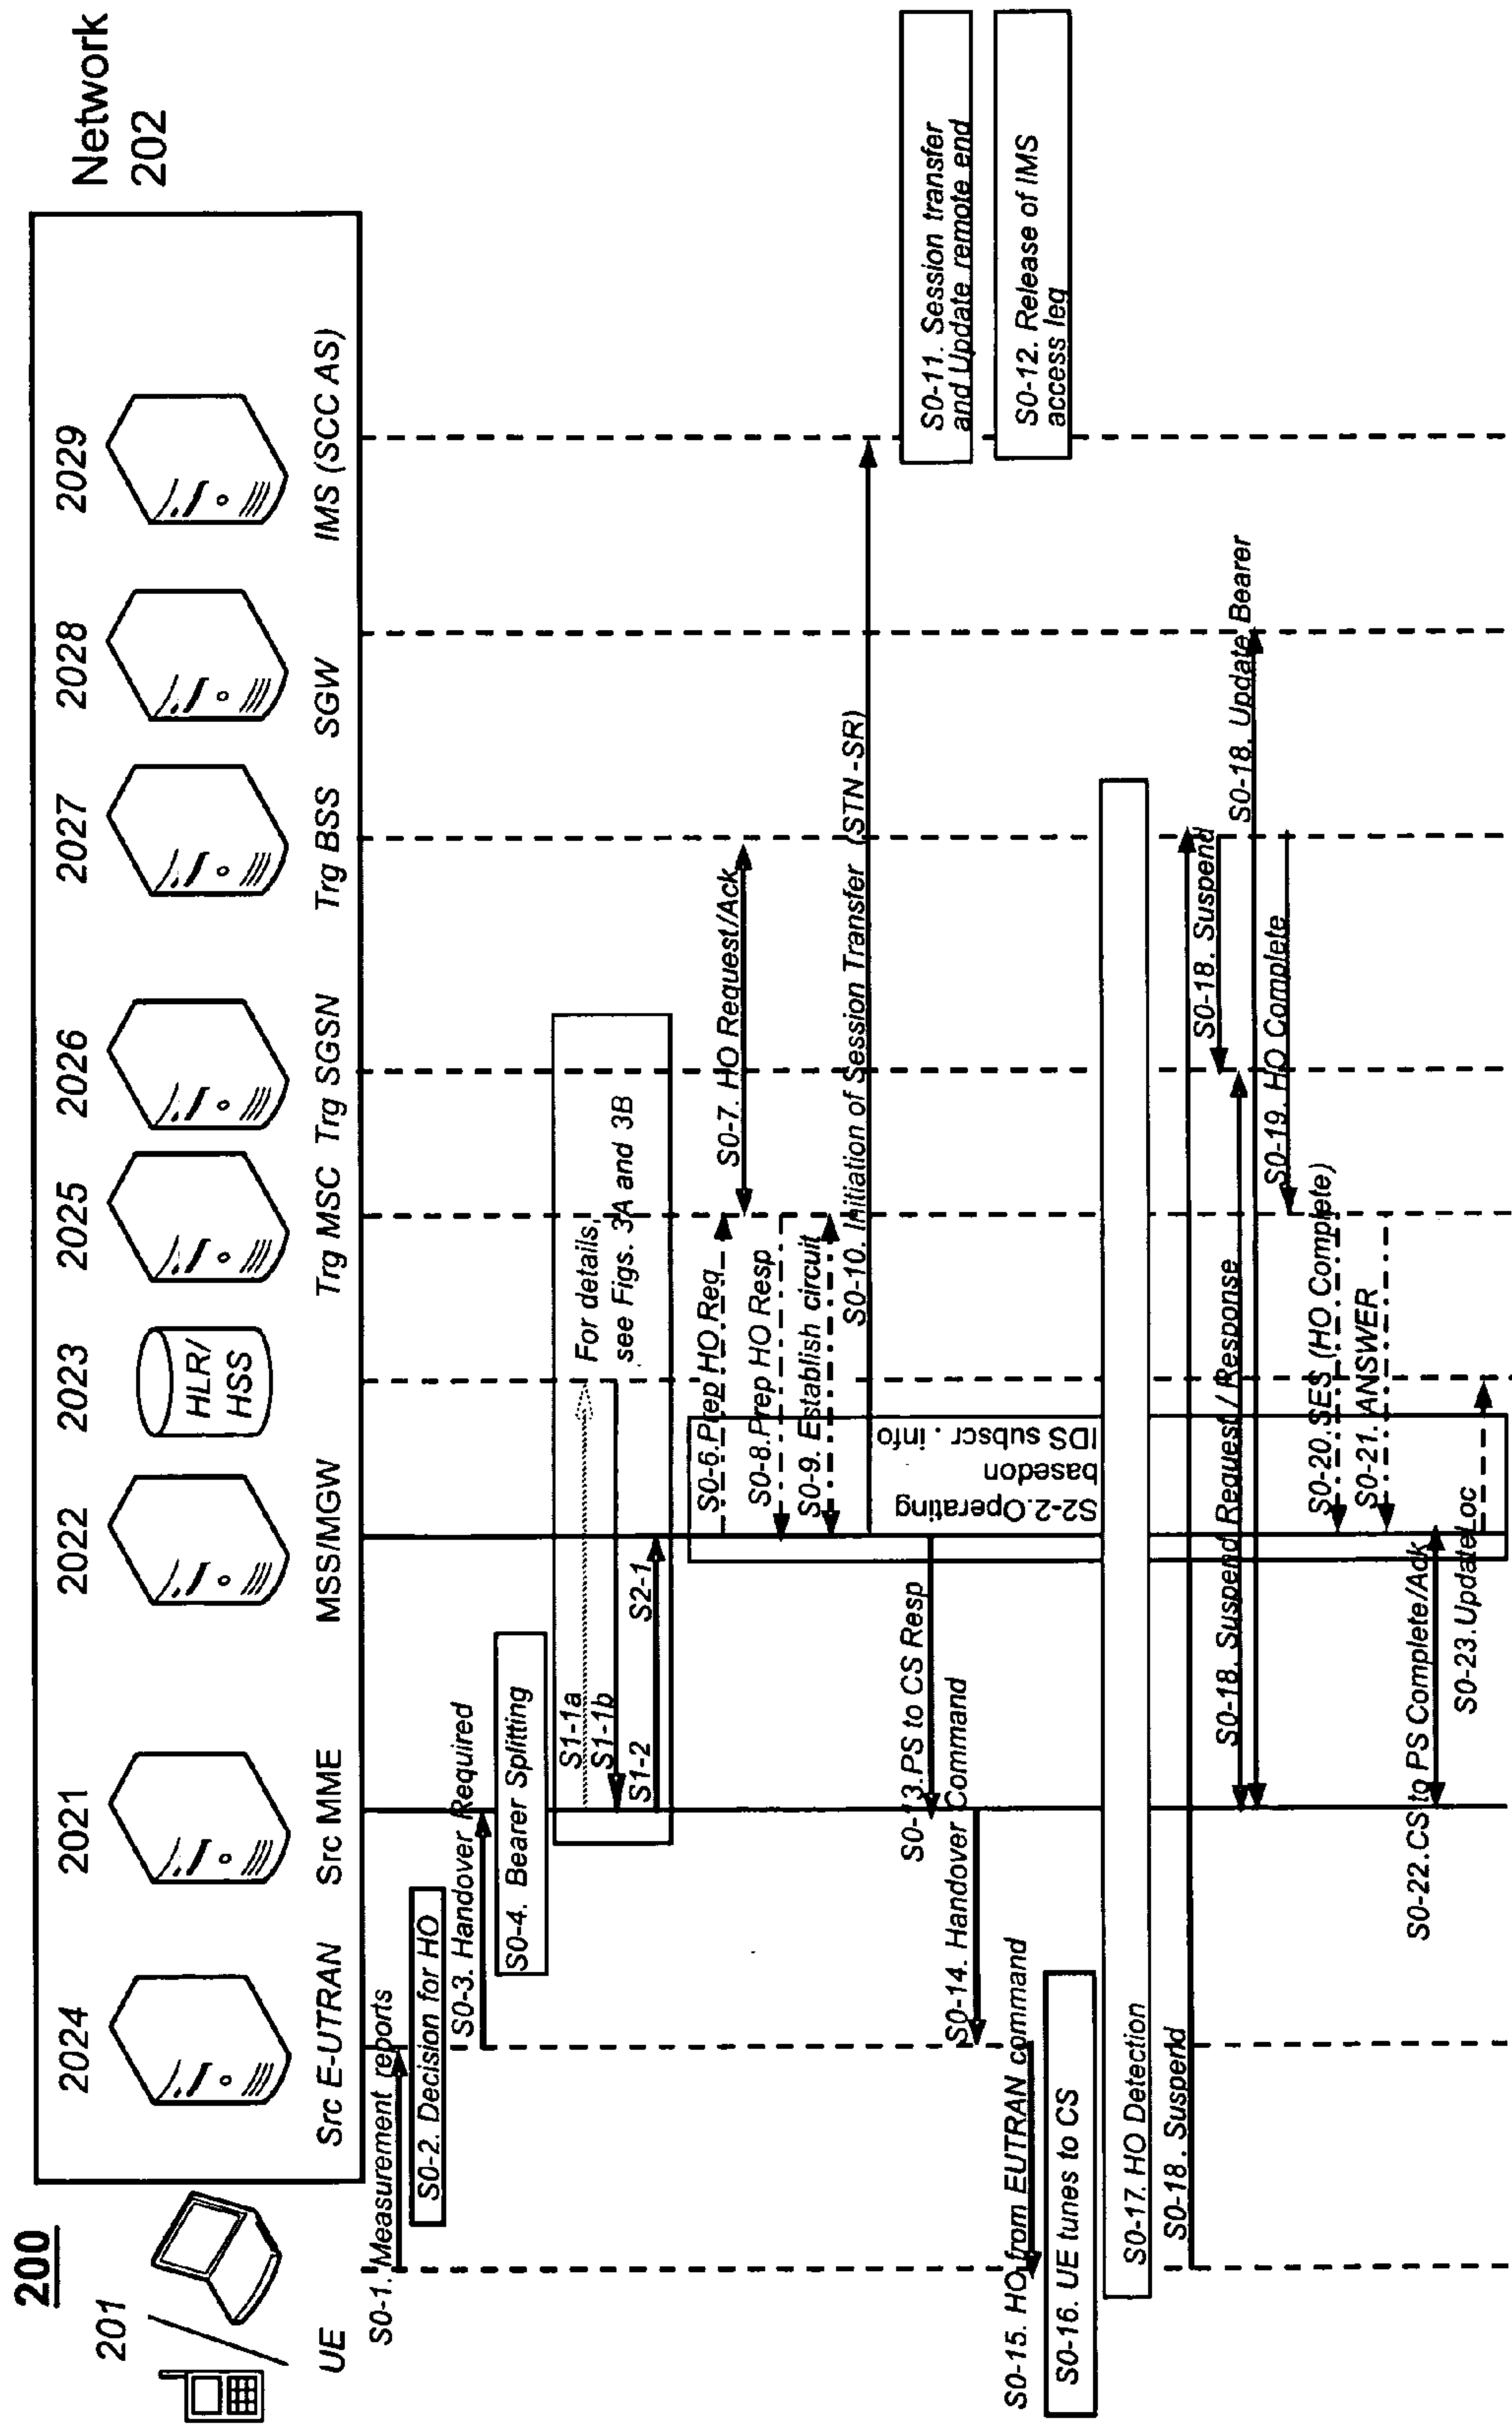 200
Network
202
201
UE
2024
Src E-UTRAN
2021
Src MME
2022
MSS/MGW
2023
HLR/
HSS
2025
Trg MSC
2026
Trg SGSN
2027
Trg BSS
2028
SGW
2029
IMS (SCC AS)
S0-1. Measurement reports
S0-2. Decision for HO
S0-3. Handover Required
S0-4. Bearer Splitting
S1-1a
For details,
see Figs. 3A and 3B
S1-1b
S1-2
S2-1
S0-6.Prep HO Req
S0-7. HO Request/Ack
S0-8.Prep HO Resp
S0-9. Establish circuit
S0-10. Initiation of Session Transfer (STN -SR)
S2-2.Operating
basedon
IDS subscr . info
S0-11. Session transfer
and Update remote end
S0-12. Release of IMS
access leg
S0-13.PS to CS Resp
S0-14. Handover Command
S0-15. HO from EUTRAN command
S0-16. UE tunes to CS
S0-17. HO Detection
S0-18 . Suspend
S0-18. Suspend
S0-18. Suspend Request / Response
S0-18. Update Bearer
S0-19. HO Complete
S0-20.SES (HO Complete)
S0-21. ANSWER
S0-22.CS to PS Complete/Ack
S0-23.UpdateLoc